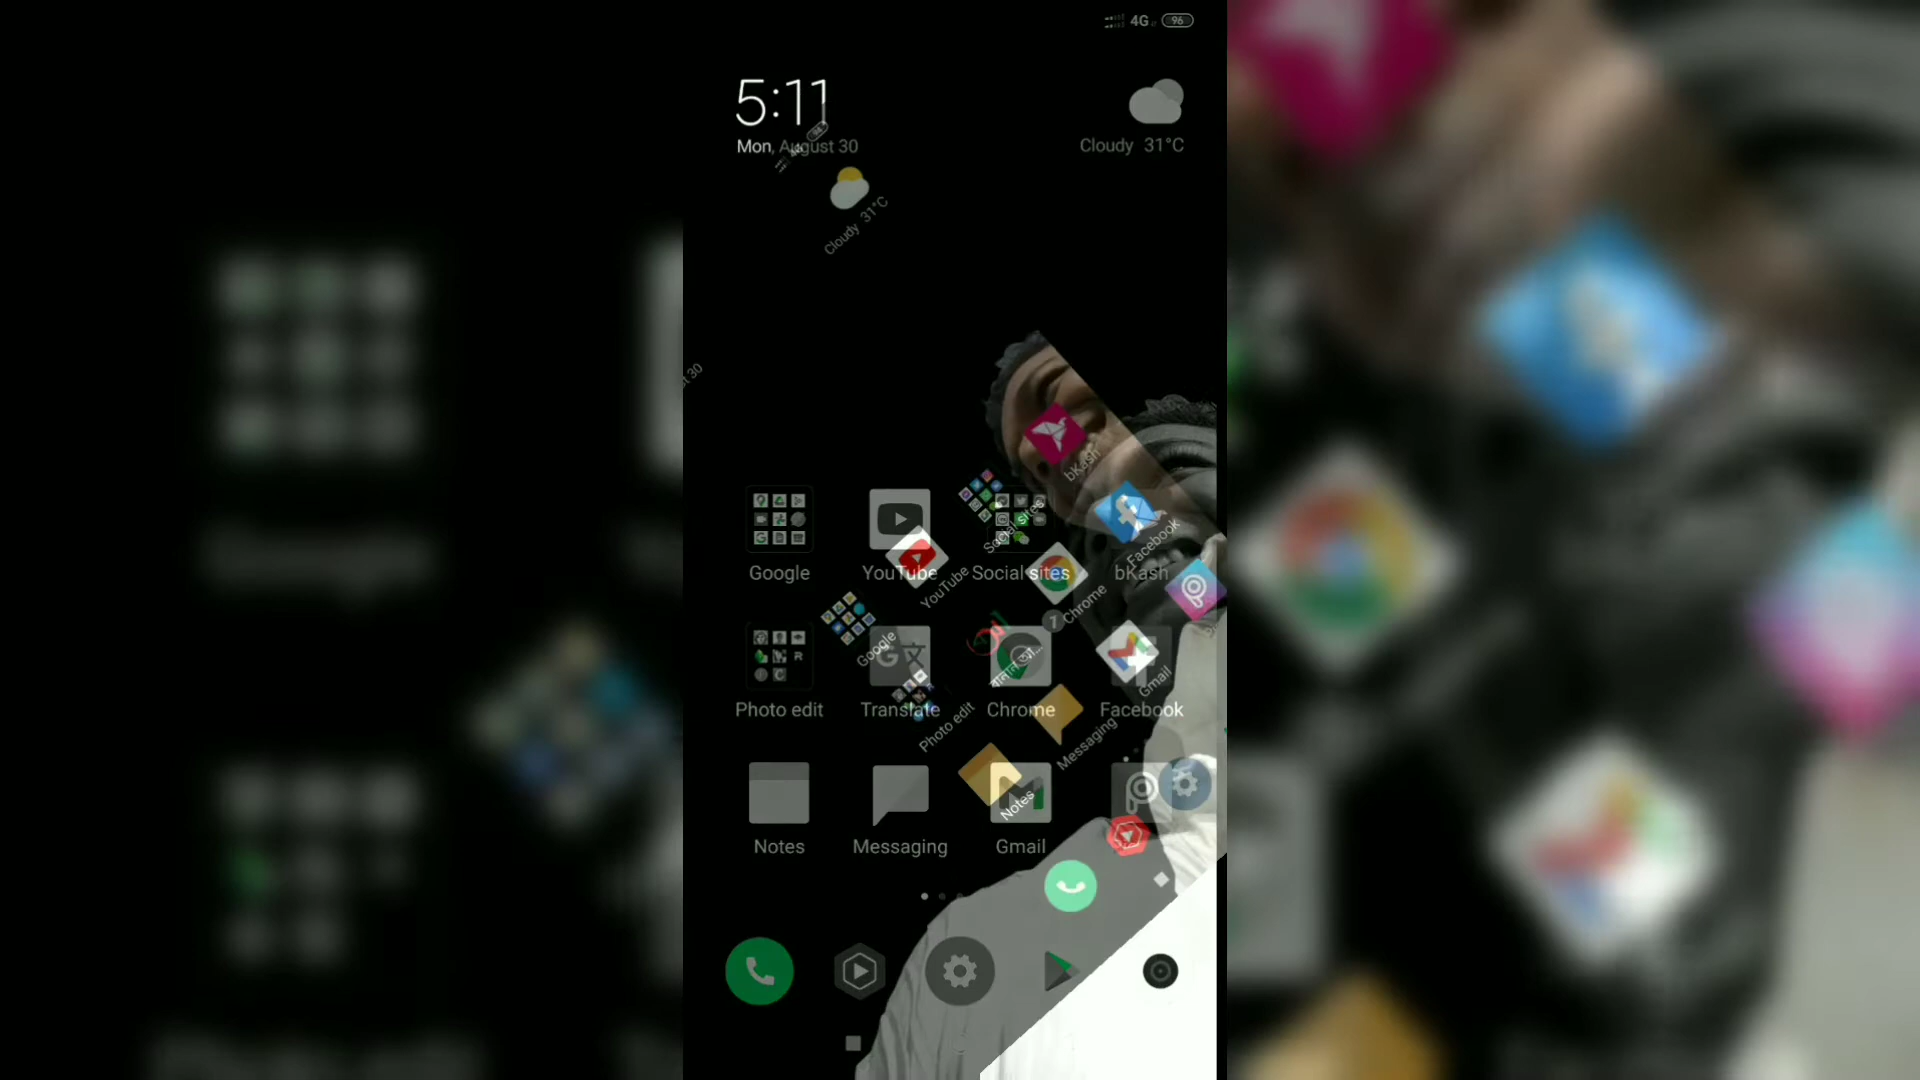 4G 96
5:11
Mon, August 30
Cloudy 31°C
Cloudy 31°C
30
bKash
Social sites
Facebook
Google
YouTube
Social sites
bKash
YouTube
Chrome
Google
Gmail
Photo edit
Translate
Chrome
Facebook
Photo edit
Messaging
Notes
Notes
Messaging
Gmail